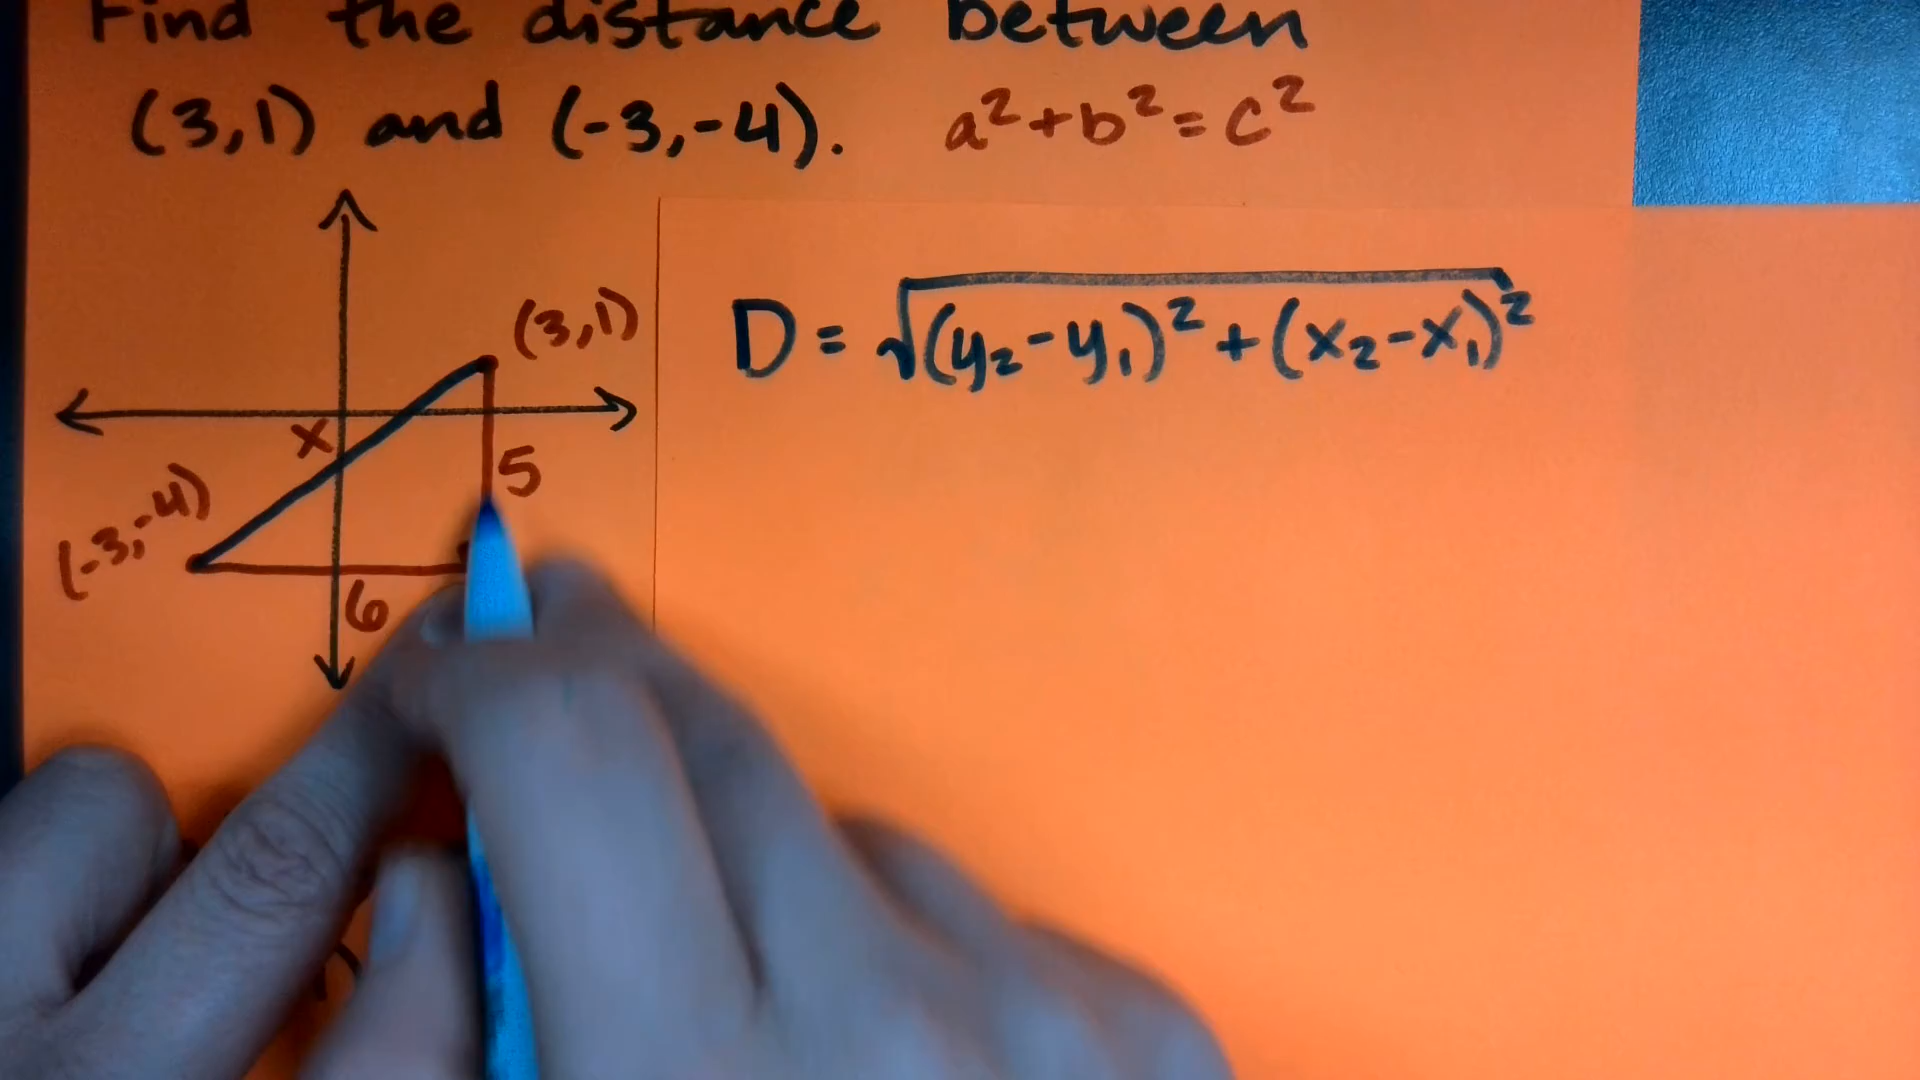 Find the distance between
(3,1) and (-3,-4). a²+b²=c²
(3,1)
D = √(y₂-y₁)²+(x₂-x₁)²
x
5
(-3,-4)
6